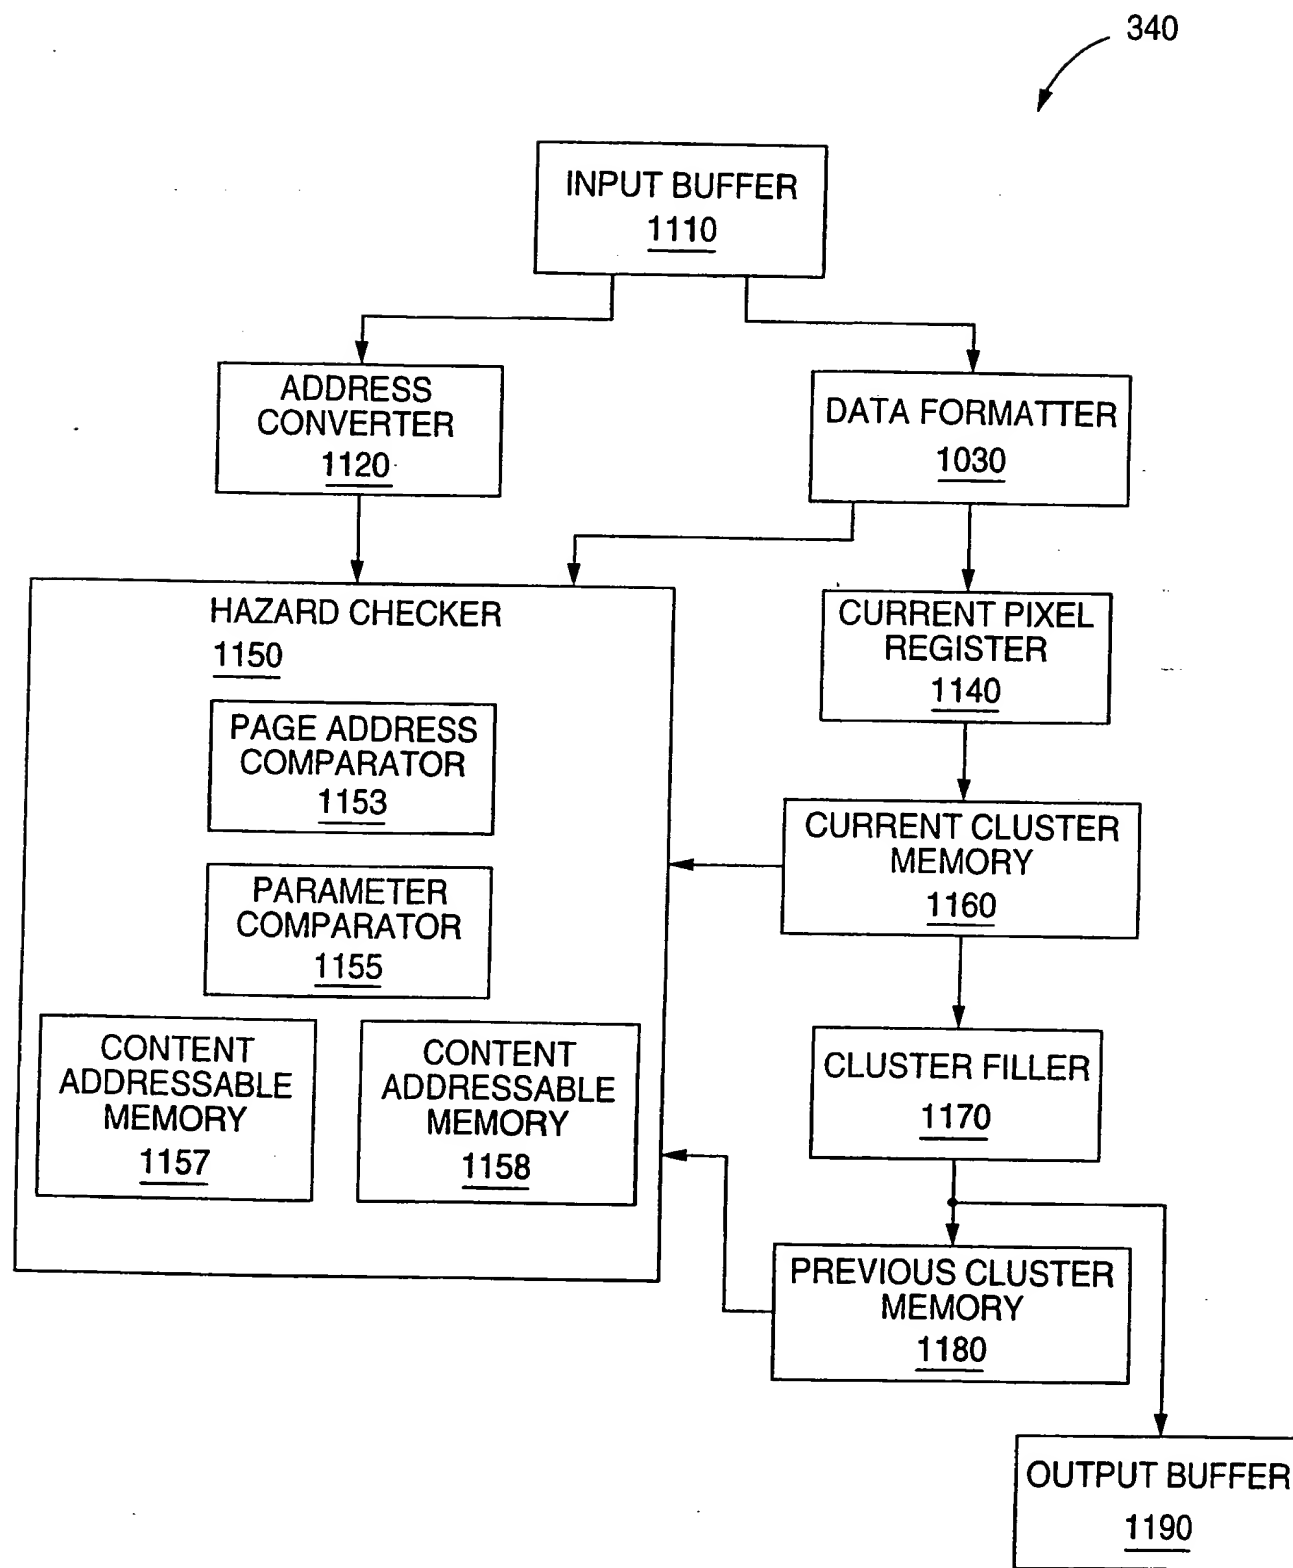 340
INPUT BUFFER
1110
ADDRESS
CONVERTER
1120
DATA FORMATTER
1030
HAZARD CHECKER
1150
CURRENT PIXEL
REGISTER
1140
PAGE ADDRESS
COMPARATOR
1153
CURRENT CLUSTER
MEMORY
1160
PARAMETER
COMPARATOR
1155
CONTENT
ADDRESSABLE
MEMORY
1157
CONTENT
ADDRESSABLE
MEMORY
1158
CLUSTER FILLER
1170
PREVIOUS CLUSTER
MEMORY
1180
OUTPUT BUFFER
1190